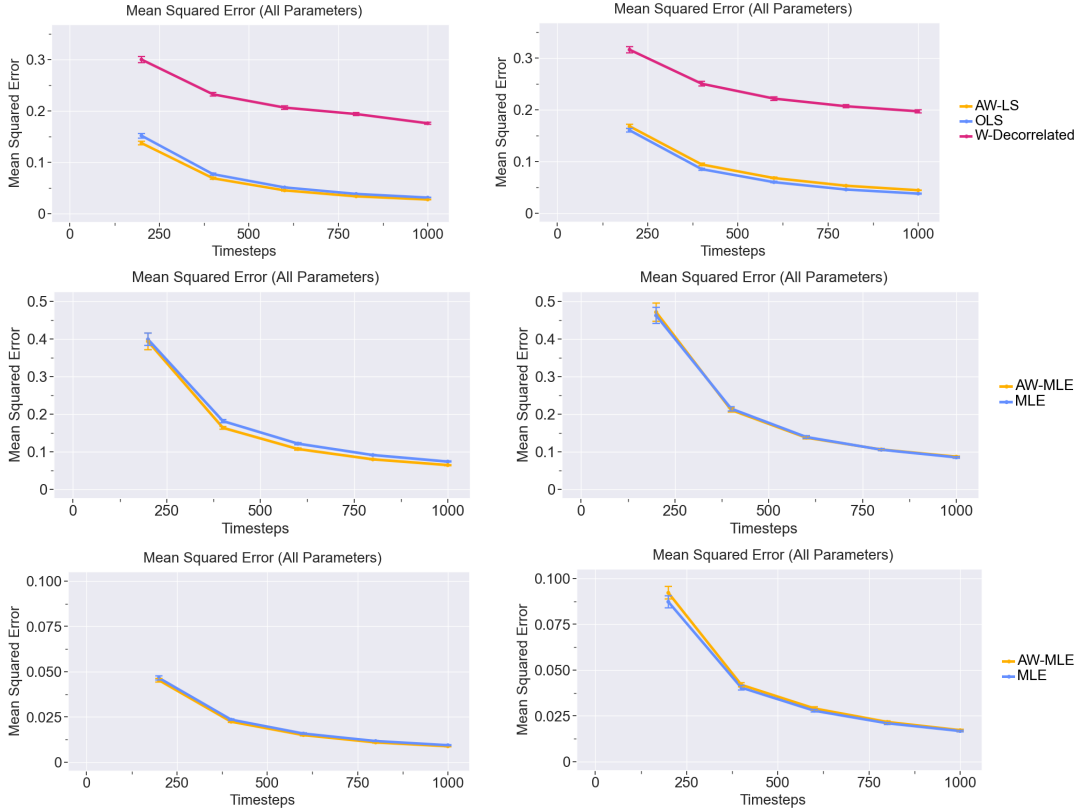 Mean Squared Error (All Parameters)
Mean Squared Error
0.3
0.2
0.1
0
0 250 500 750 1000
Timesteps
Mean Squared Error (All Parameters)
Mean Squared Error
0.3
0.2
0.1
0
0 250 500 750 1000
Timesteps
AW-LS
OLS
W-Decorrelated
Mean Squared Error (All Parameters)
Mean Squared Error
0.5
0.4
0.3
0.2
0.1
0
0 250 500 750 1000
Timesteps
Mean Squared Error (All Parameters)
Mean Squared Error
0.5
0.4
0.3
0.2
0.1
0
0 250 500 750 1000
Timesteps
AW-MLE
MLE
Mean Squared Error (All Parameters)
Mean Squared Error
0.100
0.075
0.050
0.025
0
0 250 500 750 1000
Timesteps
Mean Squared Error (All Parameters)
Mean Squared Error
0.100
0.075
0.050
0.025
0
0 250 500 750 1000
Timesteps
AW-MLE
MLE